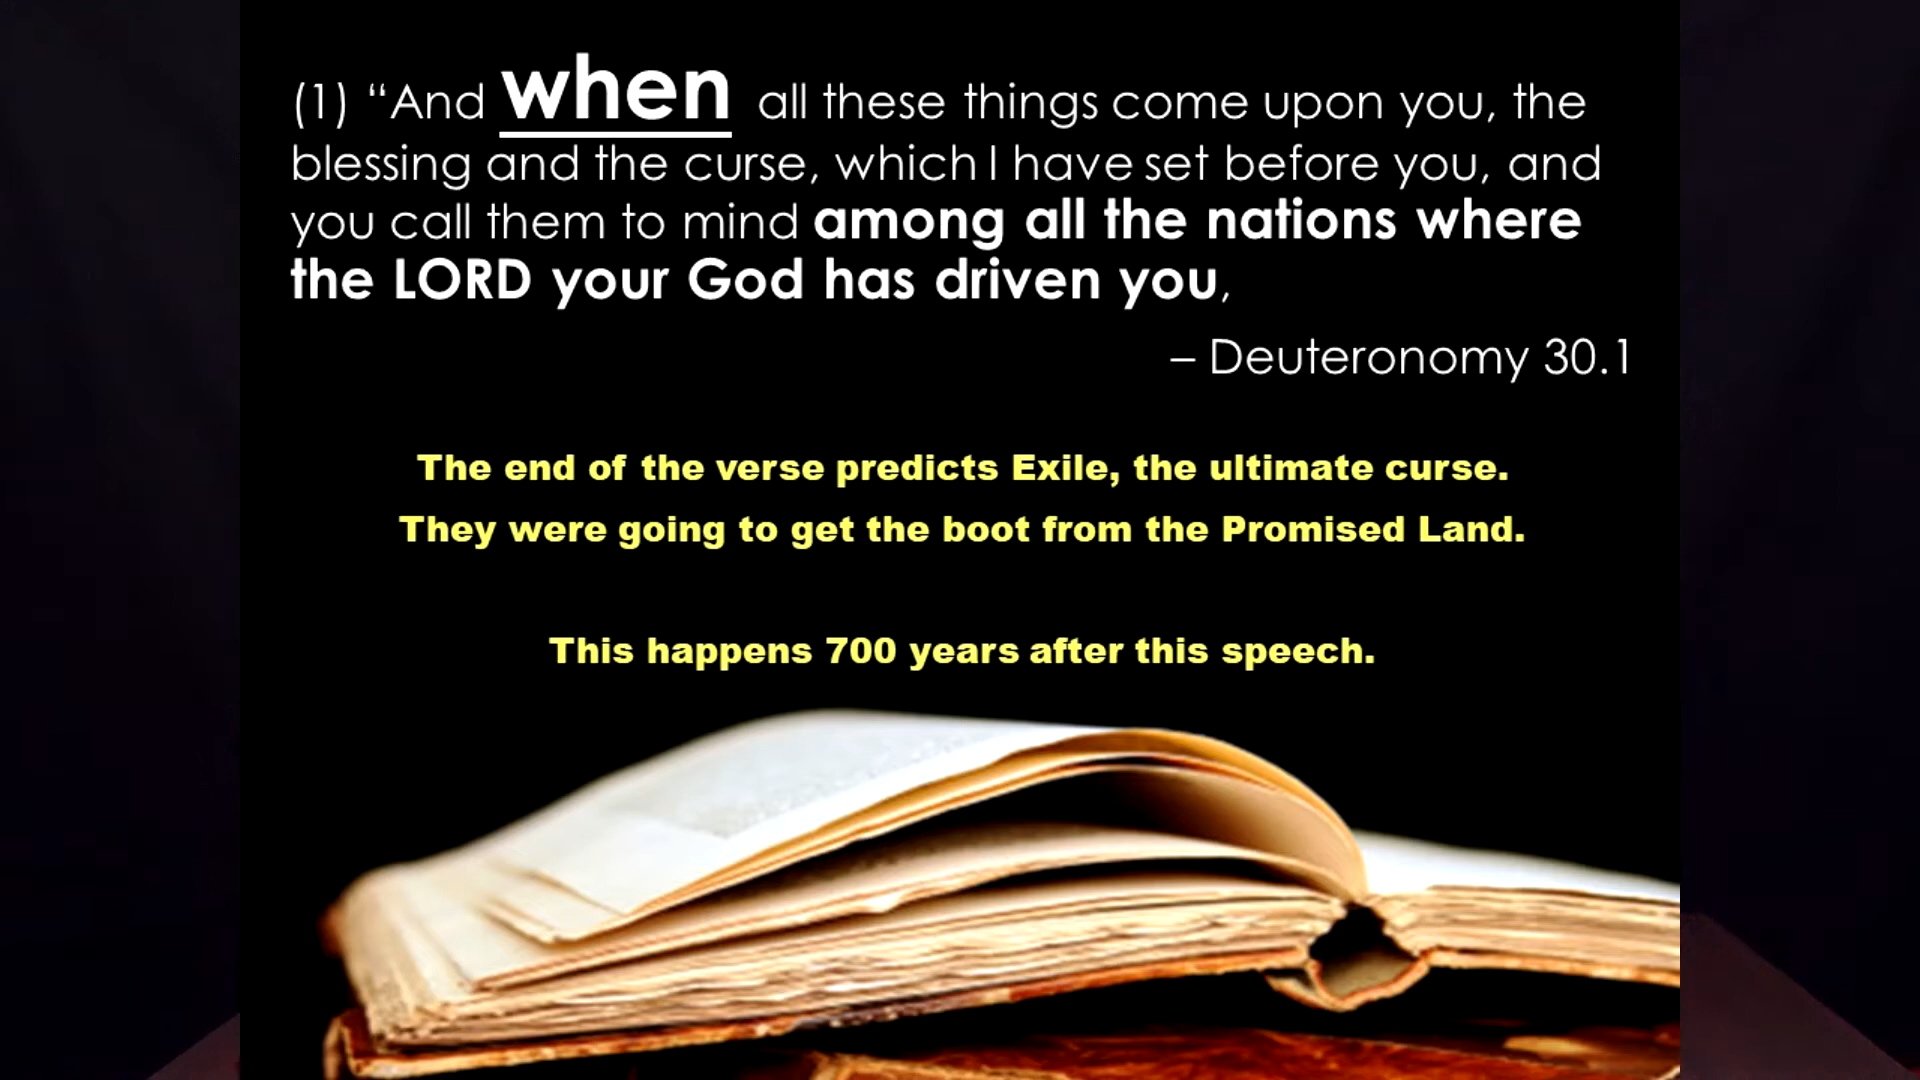 (1) “And when all these things come upon you, the
blessing and the curse, which I have set before you, and
you call them to mind among all the nations where
the LORD your God has driven you,
– Deuteronomy 30.1
The end of the verse predicts Exile, the ultimate curse.
They were going to get the boot from the Promised Land.
This happens 700 years after this speech.